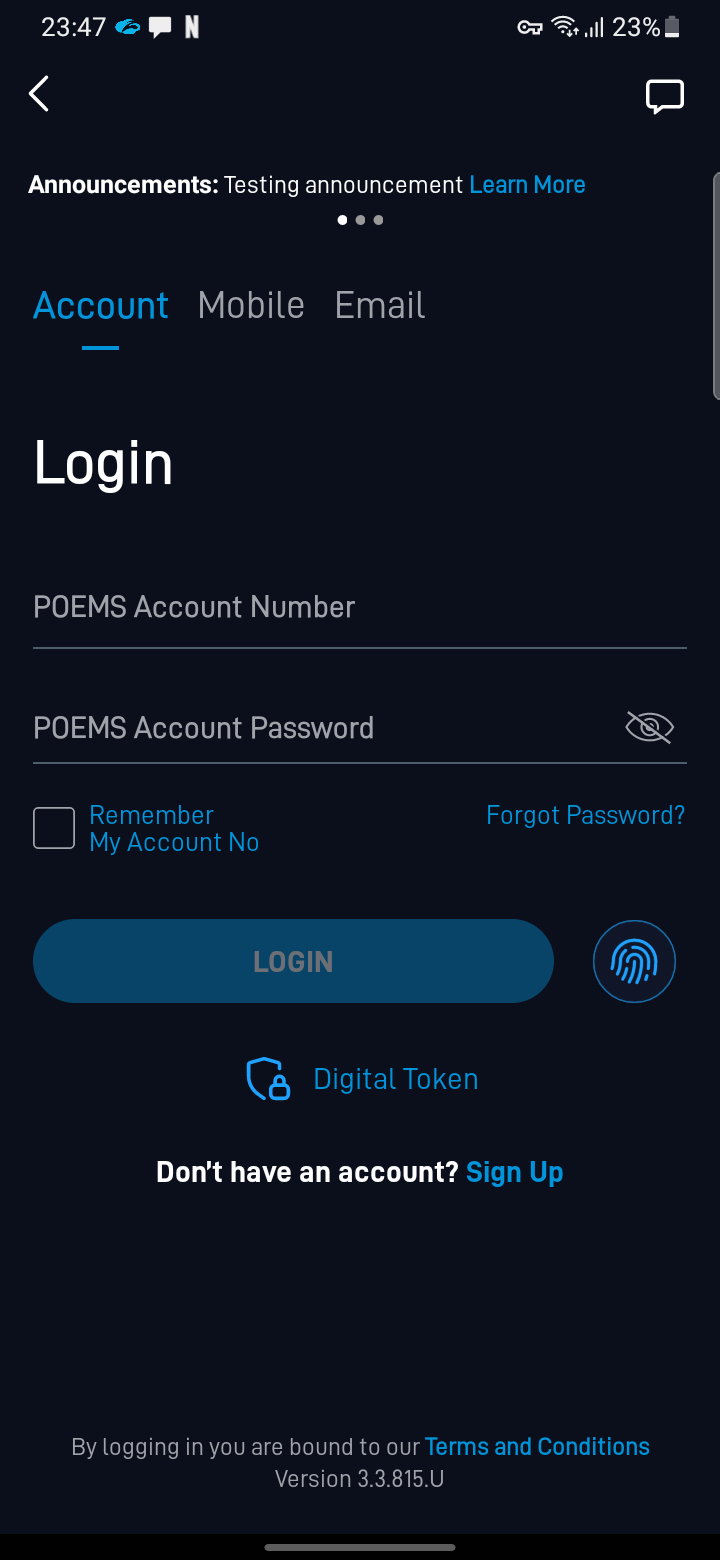 23:47 N 23%
Announcements: Testing announcement Learn More
Account Mobile Email
Login
POEMS Account Number
POEMS Account Password
Remember
My Account No
Forgot Password?
LOGIN
Digital Token
Don't have an account? Sign Up
By logging in you are bound to our Terms and Conditions
Version 3.3.815.U